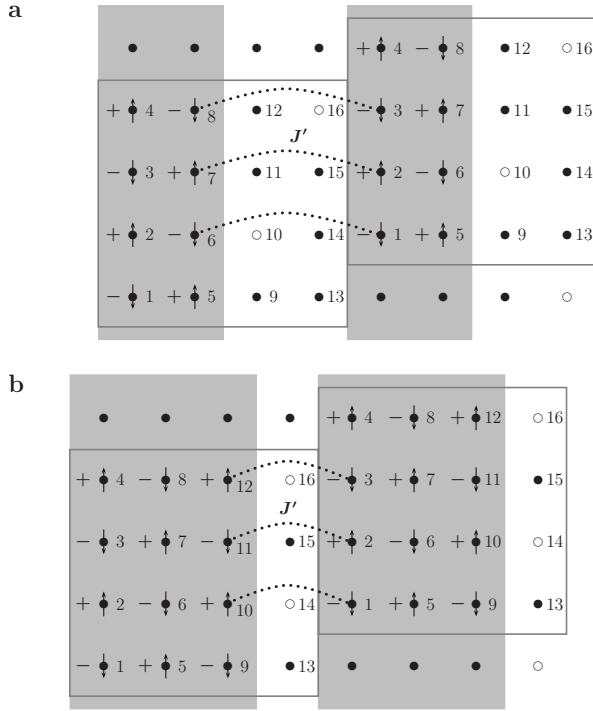 a
+ 4 − 8 12 16
+ 4 − 8 12 16 − 3 + 7 11 15
J′
− 3 + 7 11 15 + 2 − 6 10 14
+ 2 − 6 10 14 − 1 + 5 9 13
− 1 + 5 9 13
b
+ 4 − 8 + 12 16
+ 4 − 8 + 12 16 − 3 + 7 − 11 15
J′
− 3 + 7 − 11 15 + 2 − 6 + 10 14
+ 2 − 6 + 10 14 − 1 + 5 − 9 13
− 1 + 5 − 9 13